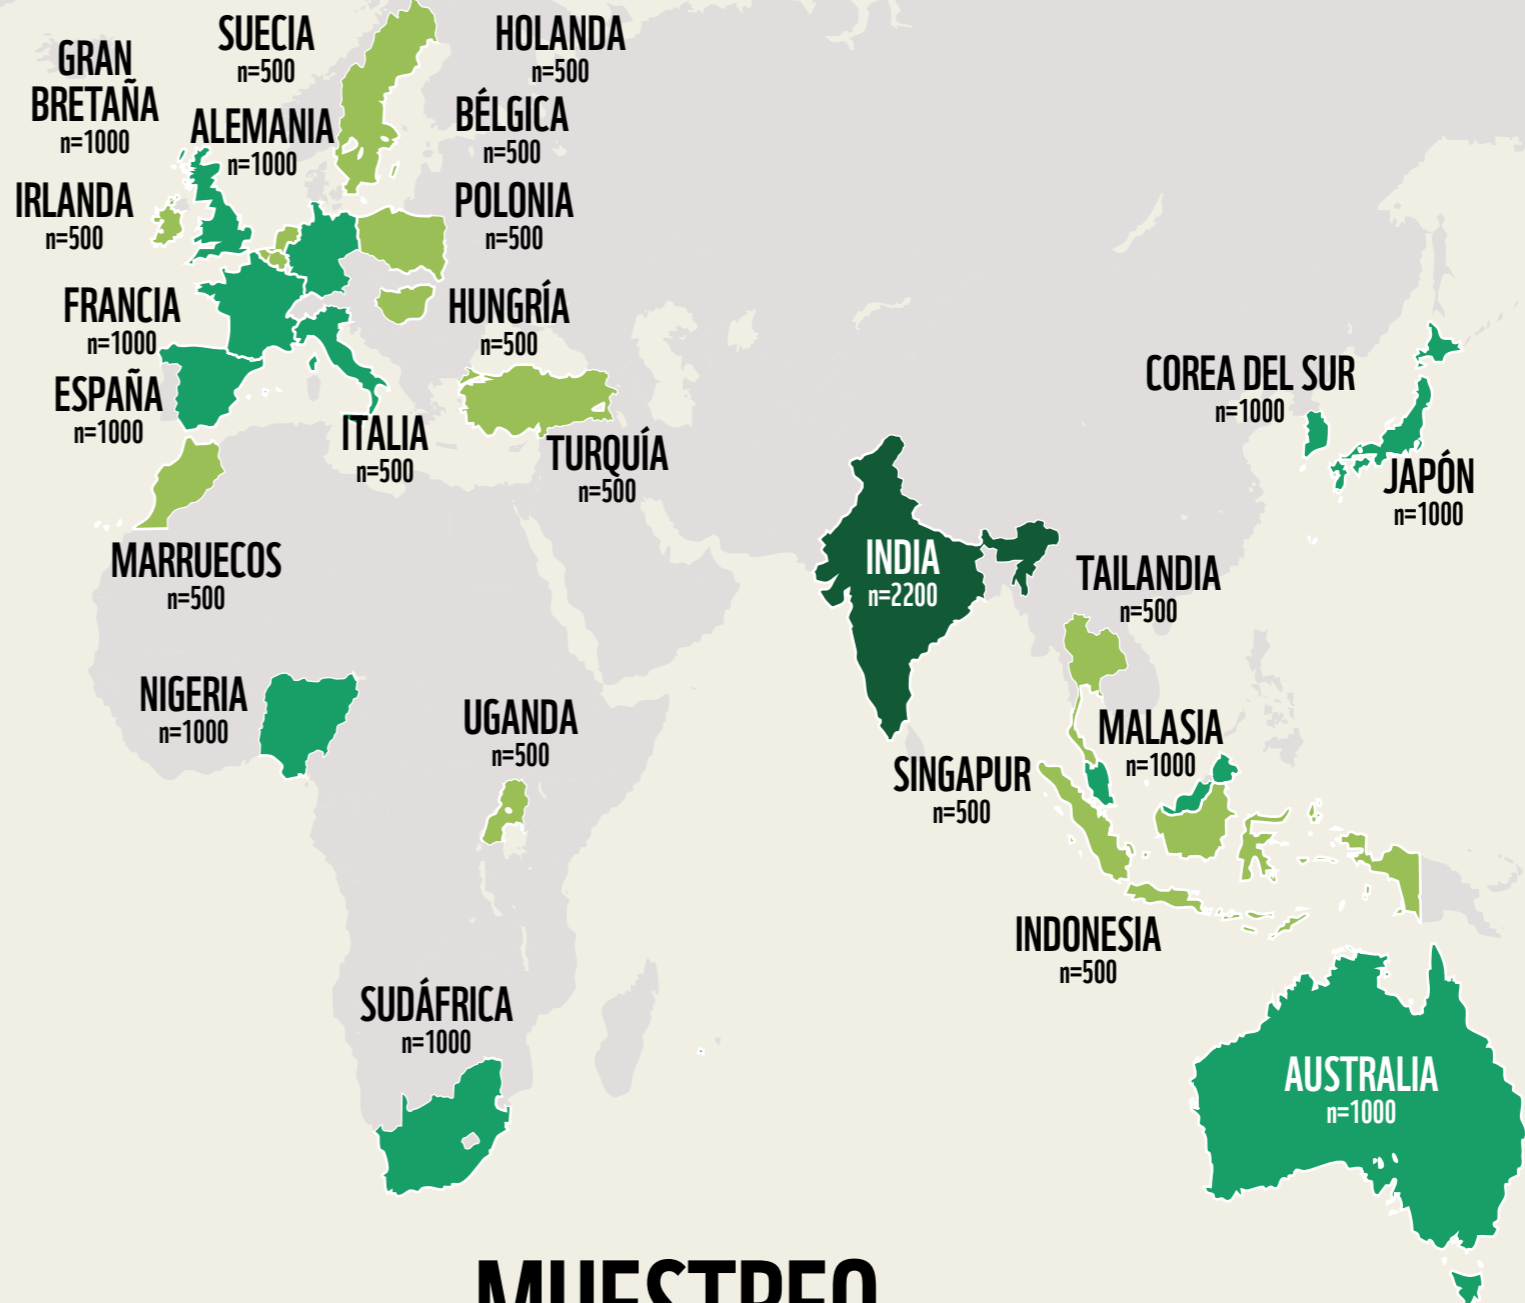 SUECIA
n=500
HOLANDA
n=500
GRAN
BRETAÑA
n=1000
ALEMANIA
n=1000
BÉLGICA
n=500
IRLANDA
n=500
POLONIA
n=500
FRANCIA
n=1000
HUNGRÍA
n=500
ESPAÑA
n=1000
ITALIA
n=500
TURQUÍA
n=500
COREA DEL SUR
n=1000
JAPÓN
n=1000
MARRUECOS
n=500
INDIA
n=2200
TAILANDIA
n=500
NIGERIA
n=1000
UGANDA
n=500
MALASIA
n=1000
SINGAPUR
n=500
INDONESIA
n=500
SUDÁFRICA
n=1000
AUSTRALIA
n=1000
MUESTREO